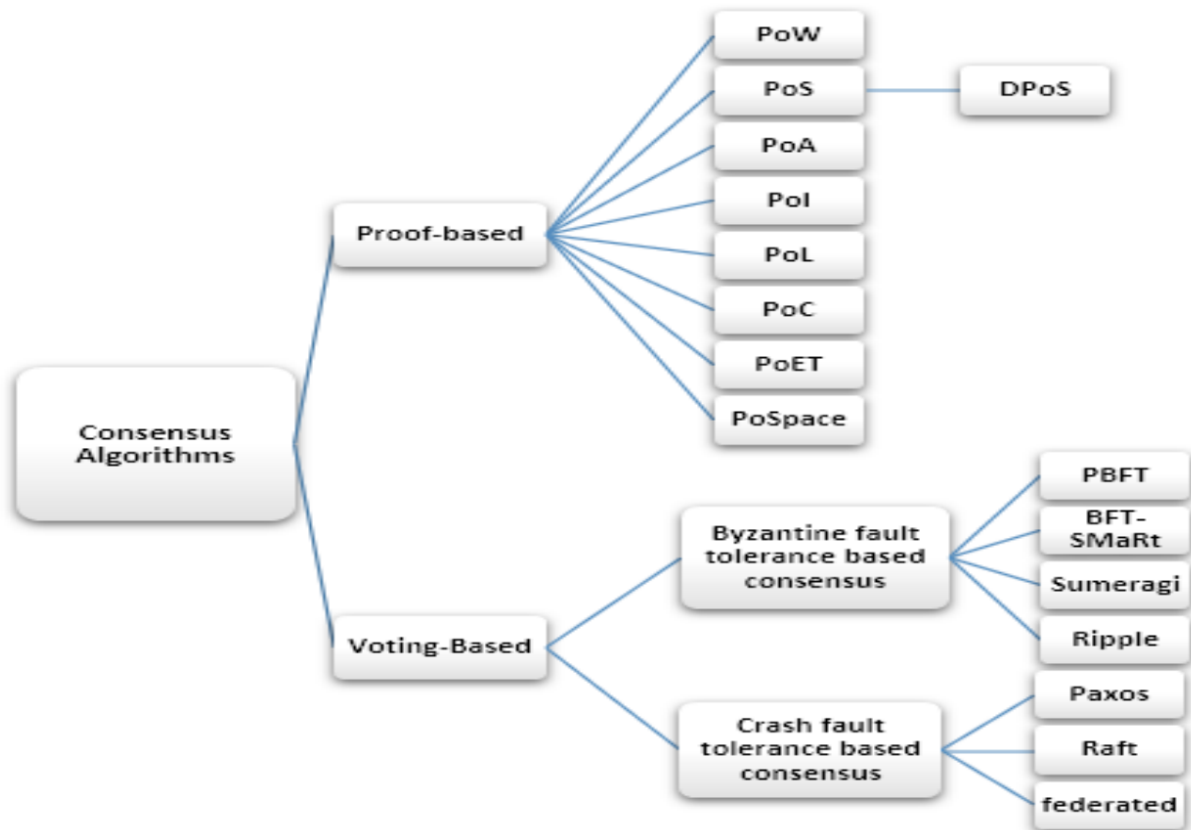 PoW
PoS
DPoS
PoA
PoI
Proof-based
PoL
PoC
PoET
PoSpace
Consensus
Algorithms
PBFT
Byzantine fault
tolerance based
consensus
BFT-
SMaRt
Sumeragi
Ripple
Voting-Based
Paxos
Crash fault
tolerance based
consensus
Raft
federated